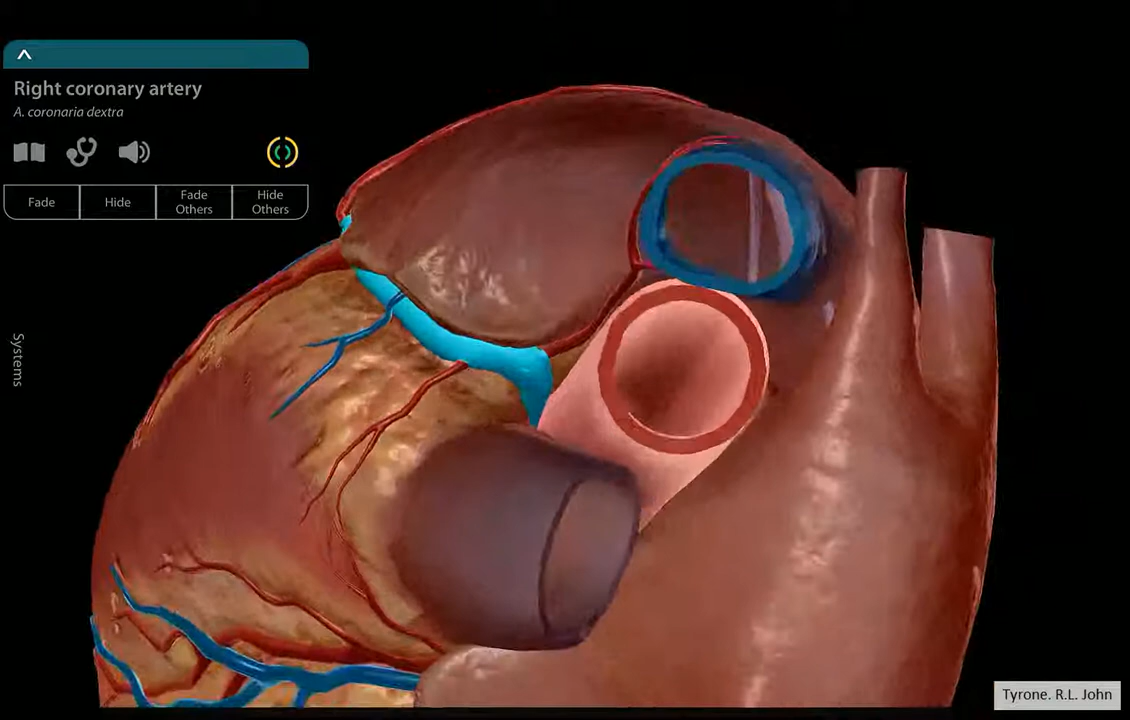 Right coronary artery
A. coronaria dextra
Fade
Hide
Fade
Others
Hide
Others
Systems
Tyrone. R.L. John